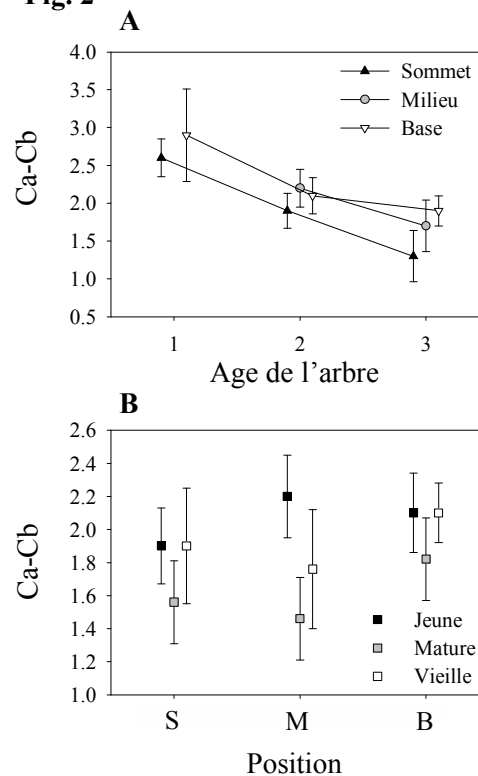 Fig. 2
A
4.0
3.5
3.0
2.5
2.0
1.5
1.0
0.5
Ca-Cb
Sommet
Milieu
Base
1 2 3
Age de l'arbre
B
2.6
2.4
2.2
2.0
1.8
1.6
1.4
1.2
1.0
Ca-Cb
Jeune
Mature
Vieille
S M B
Position